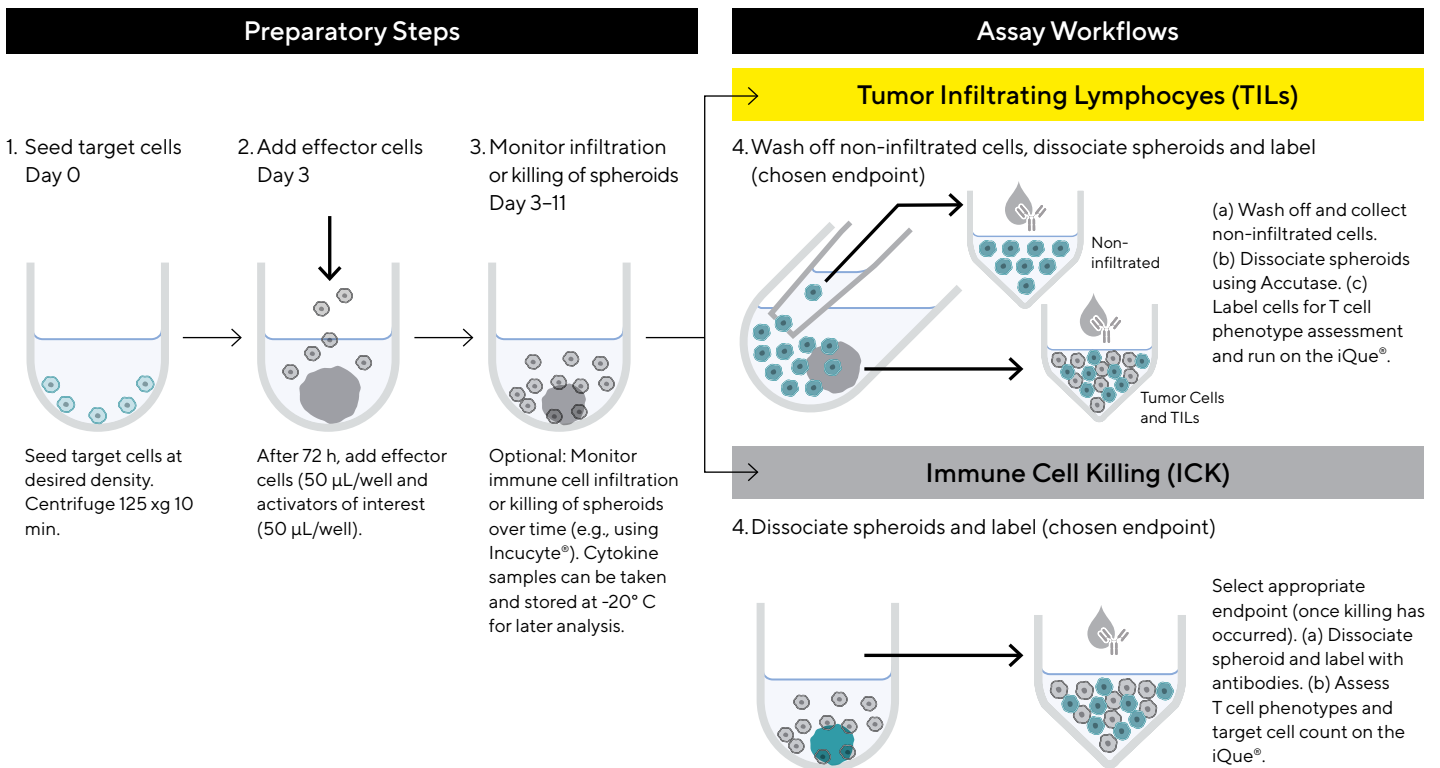 Preparatory Steps
Assay Workflows
1. Seed target cells
Day 0
2. Add effector cells
Day 3
3. Monitor infiltration
or killing of spheroids
Day 3–11
Seed target cells at
desired density.
Centrifuge 125 xg 10
min.
After 72 h, add effector
cells (50 µL/well and
activators of interest
(50 µL/well).
Optional: Monitor
immune cell infiltration
or killing of spheroids
over time (e.g., using
Incucyte®). Cytokine
samples can be taken
and stored at -20° C
for later analysis.
Tumor Infiltrating Lymphocyes (TILs)
4. Wash off non-infiltrated cells, dissociate spheroids and label
(chosen endpoint)
Non-
infiltrated
Tumor Cells
and TILs
(a) Wash off and collect
non-infiltrated cells.
(b) Dissociate spheroids
using Accutase. (c)
Label cells for T cell
phenotype assessment
and run on the iQue®.
Immune Cell Killing (ICK)
4. Dissociate spheroids and label (chosen endpoint)
Select appropriate
endpoint (once killing has
occurred). (a) Dissociate
spheroid and label with
antibodies. (b) Assess
T cell phenotypes and
target cell count on the
iQue®.